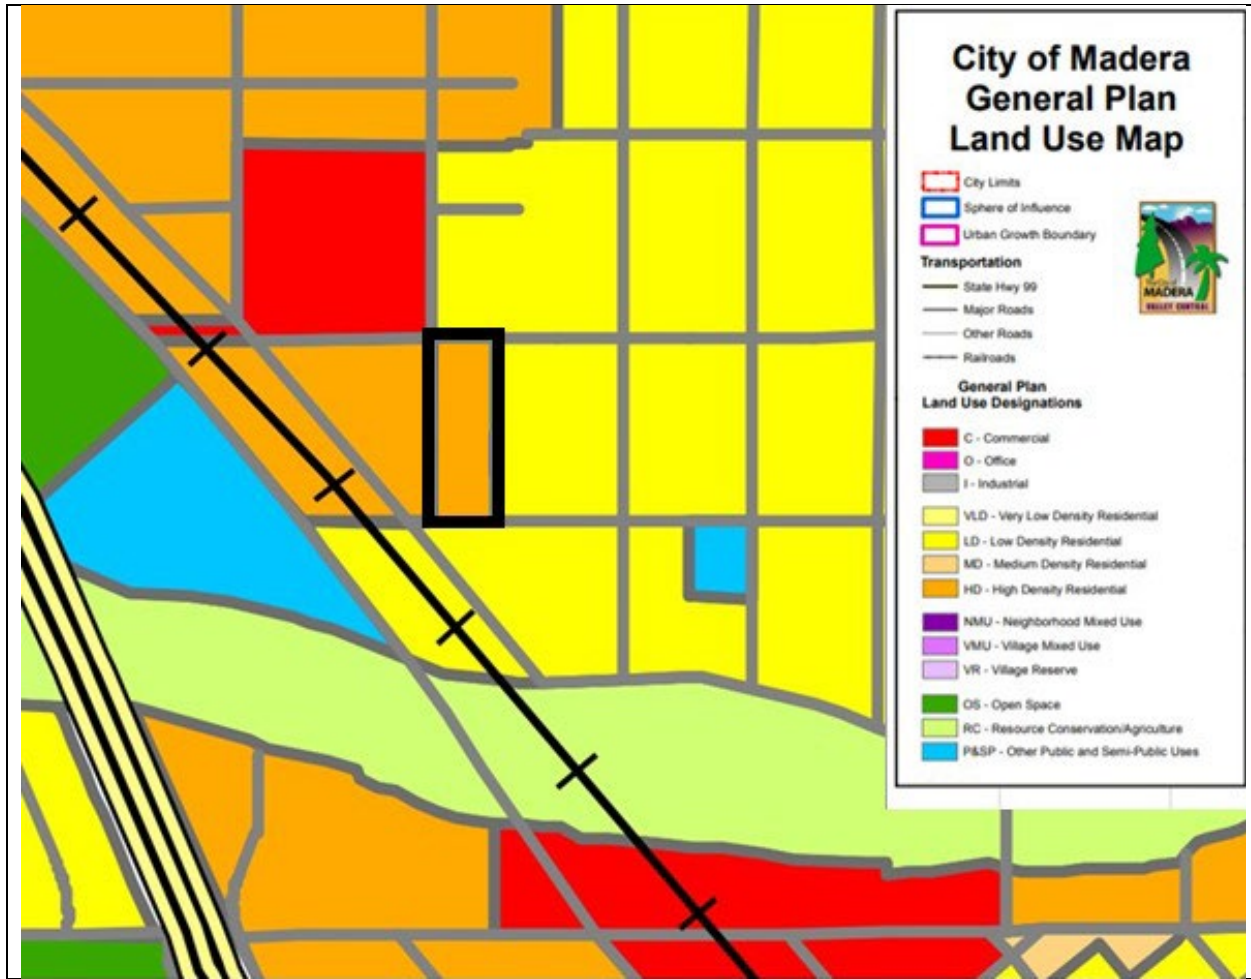 City of Madera
General Plan
Land Use Map
City Limits
Sphere of Influence
Urban Growth Boundary
Transportation
State Hwy 99
Major Roads
Other Roads
Railroads
General Plan
Land Use Designations
C - Commercial
O - Office
I - Industrial
VLD - Very Low Density Residential
LD - Low Density Residential
MD - Medium Density Residential
HD - High Density Residential
NMU - Neighborhood Mixed Use
VMU - Village Mixed Use
VR - Village Reserve
OS - Open Space
RC - Resource Conservation/Agriculture
P&SP - Other Public and Semi-Public Uses
MADERA
VALLEY CENTRAL